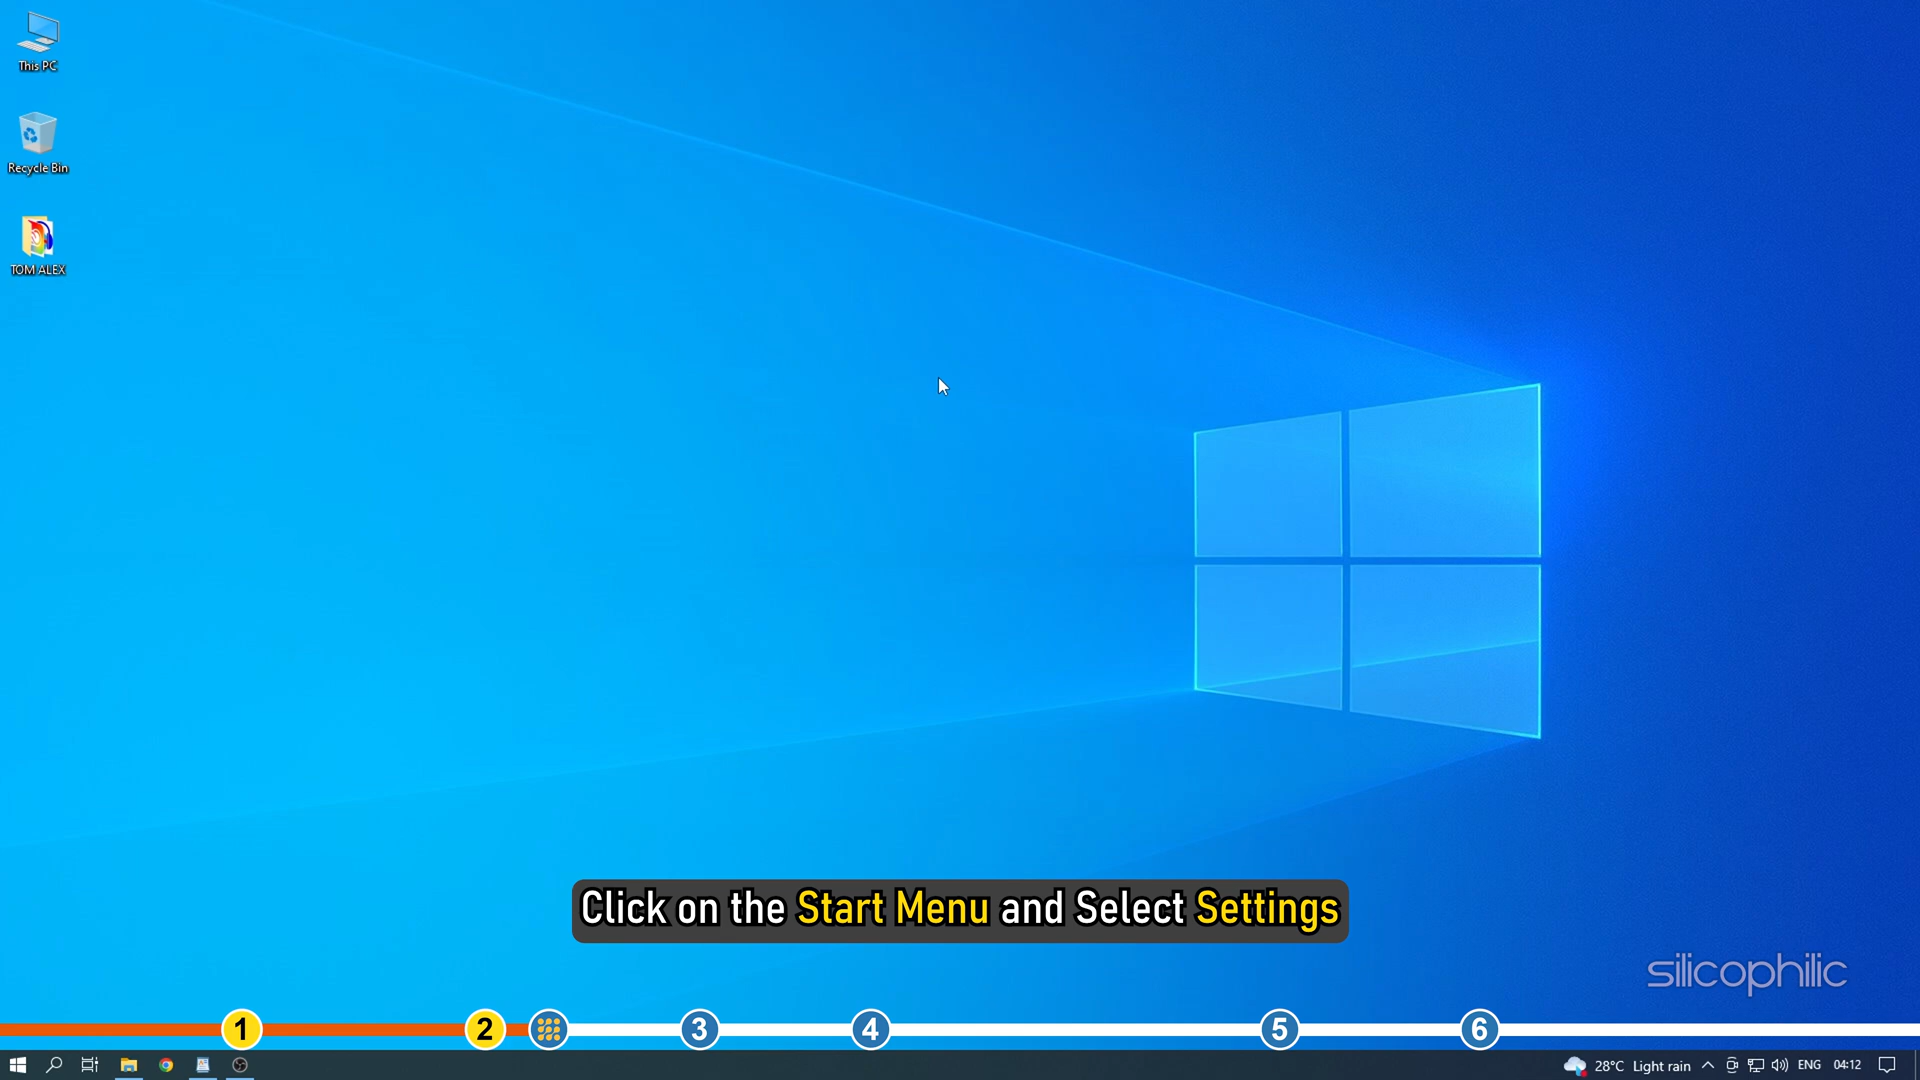 This PC
Recycle Bin
TOM ALEX
Click on the Start Menu and Select Settings
silicophilic
1 2 3 4 5 6
28°C Light rain ENG 04:12